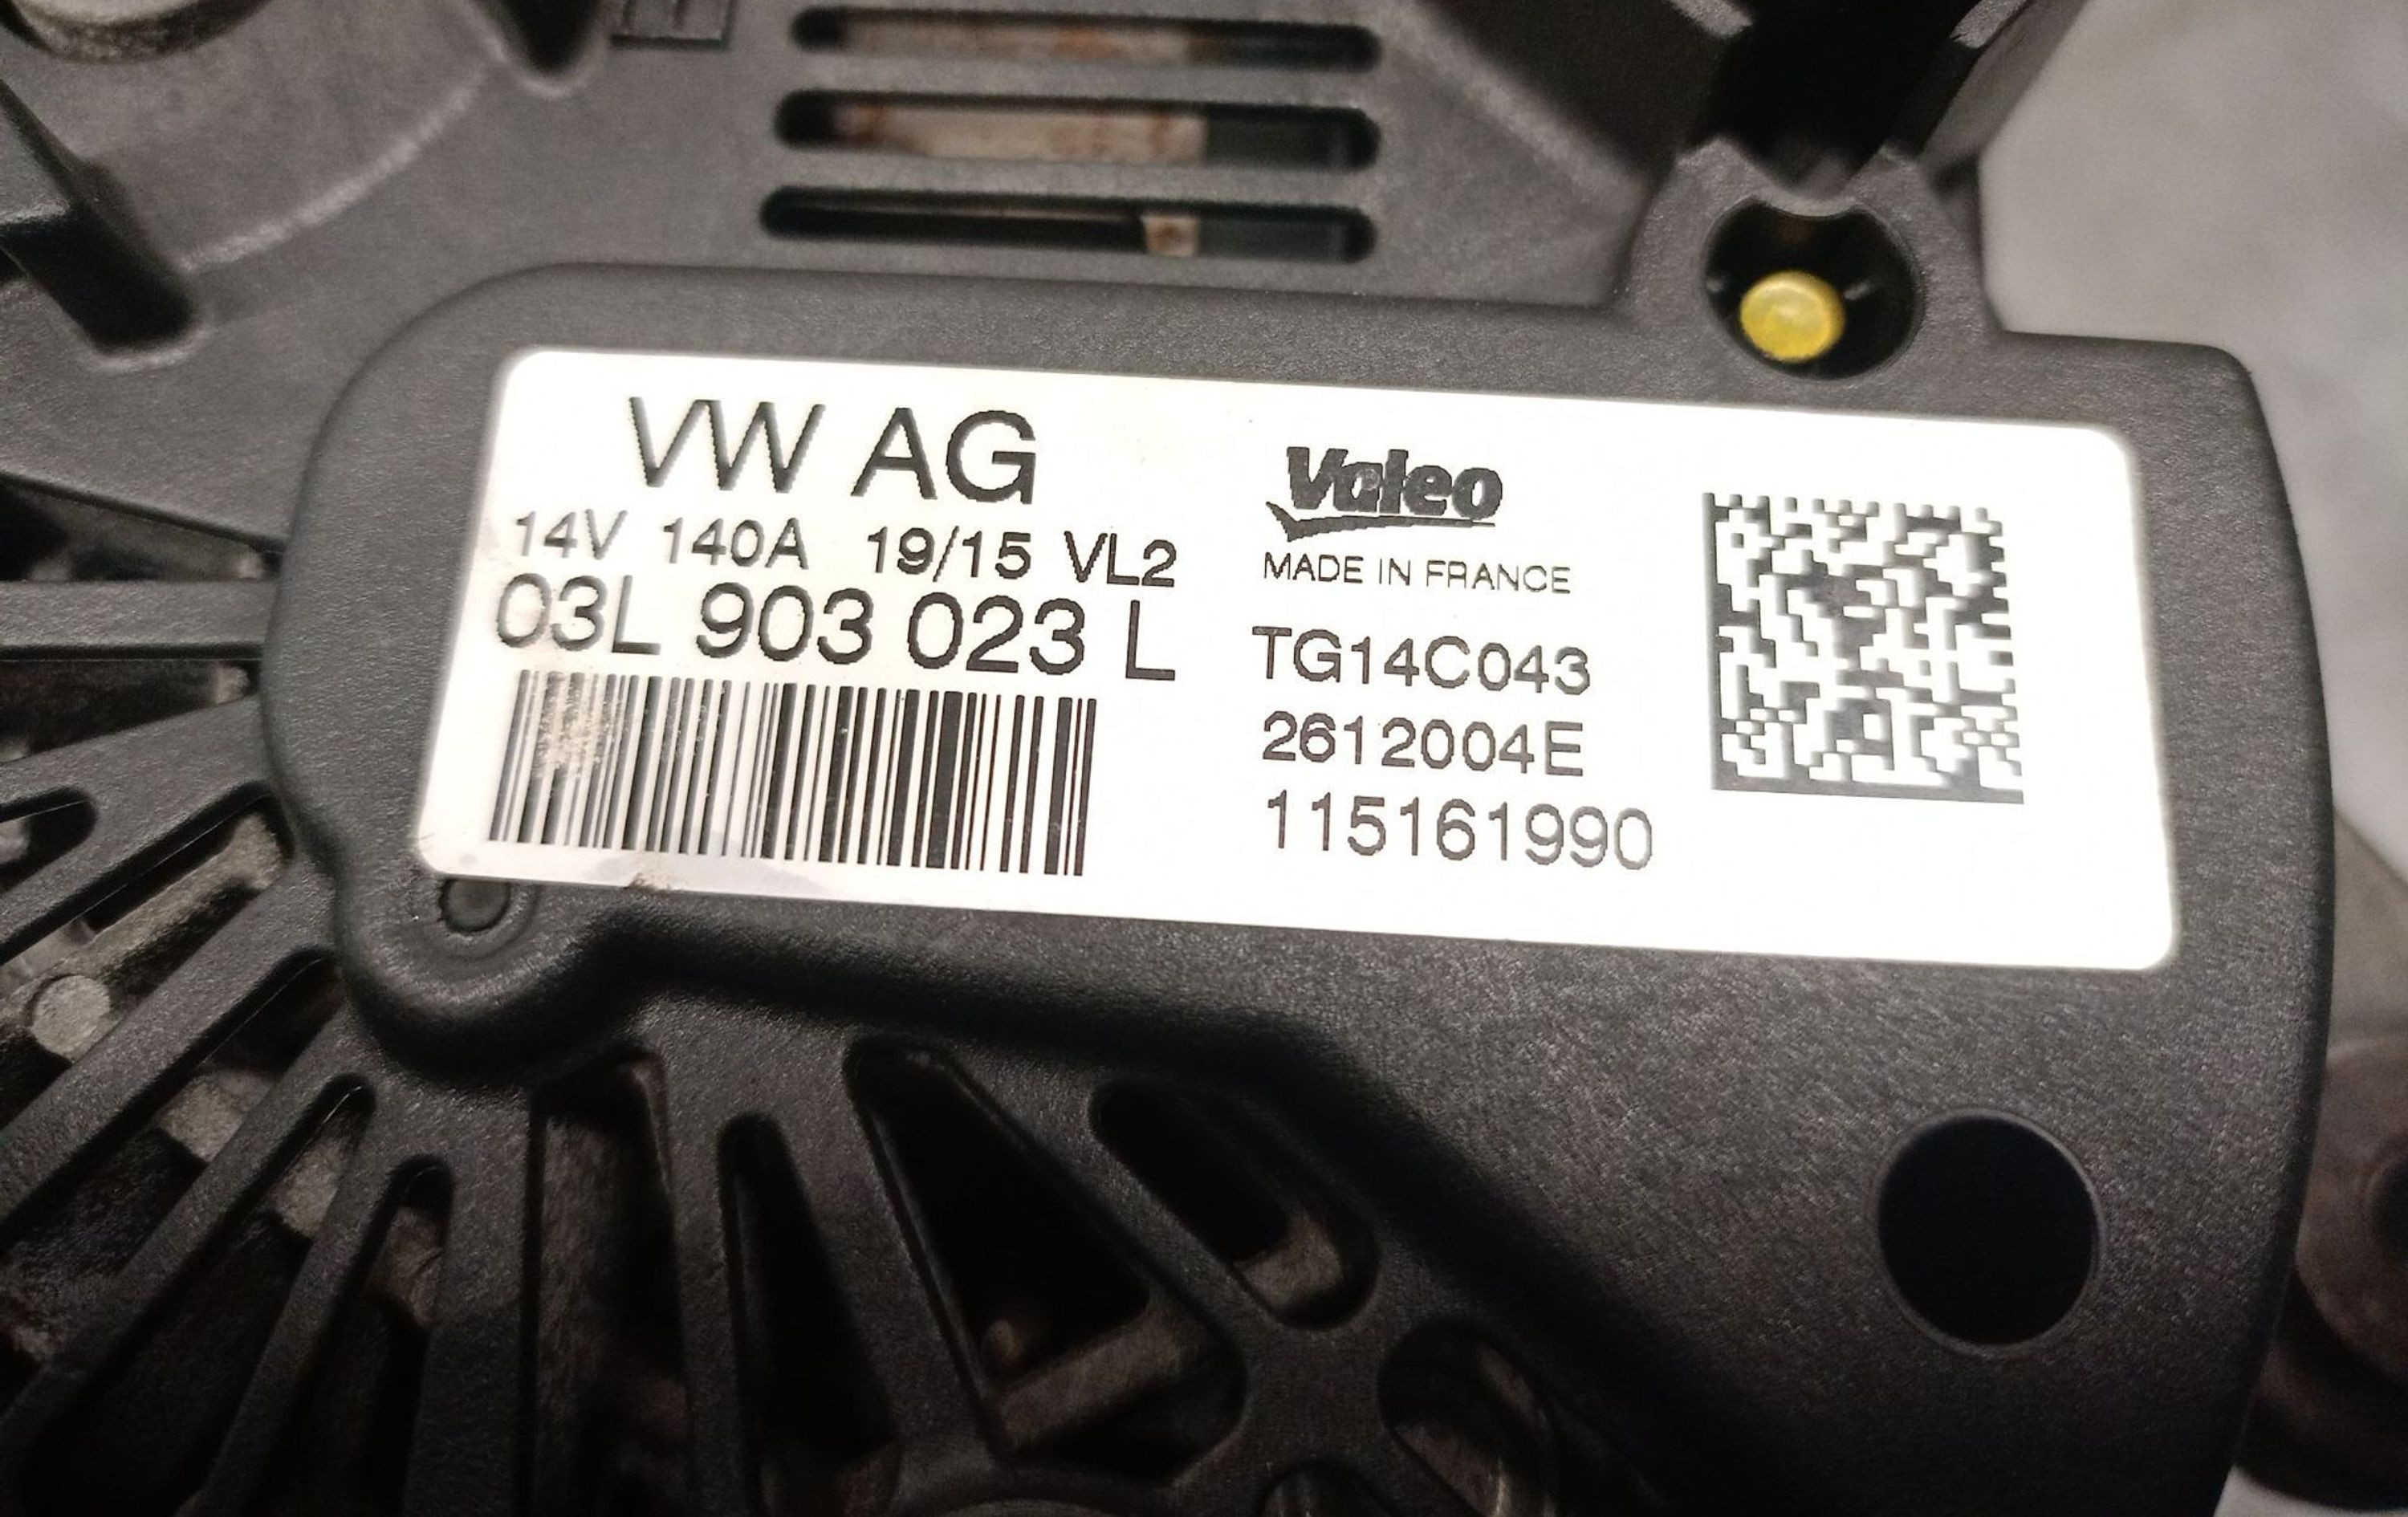 VW AG
14V 140A 19/15 VL2
03L 903 023 L
Valeo
MADE IN FRANCE
TG14C043
2612004E
115161990